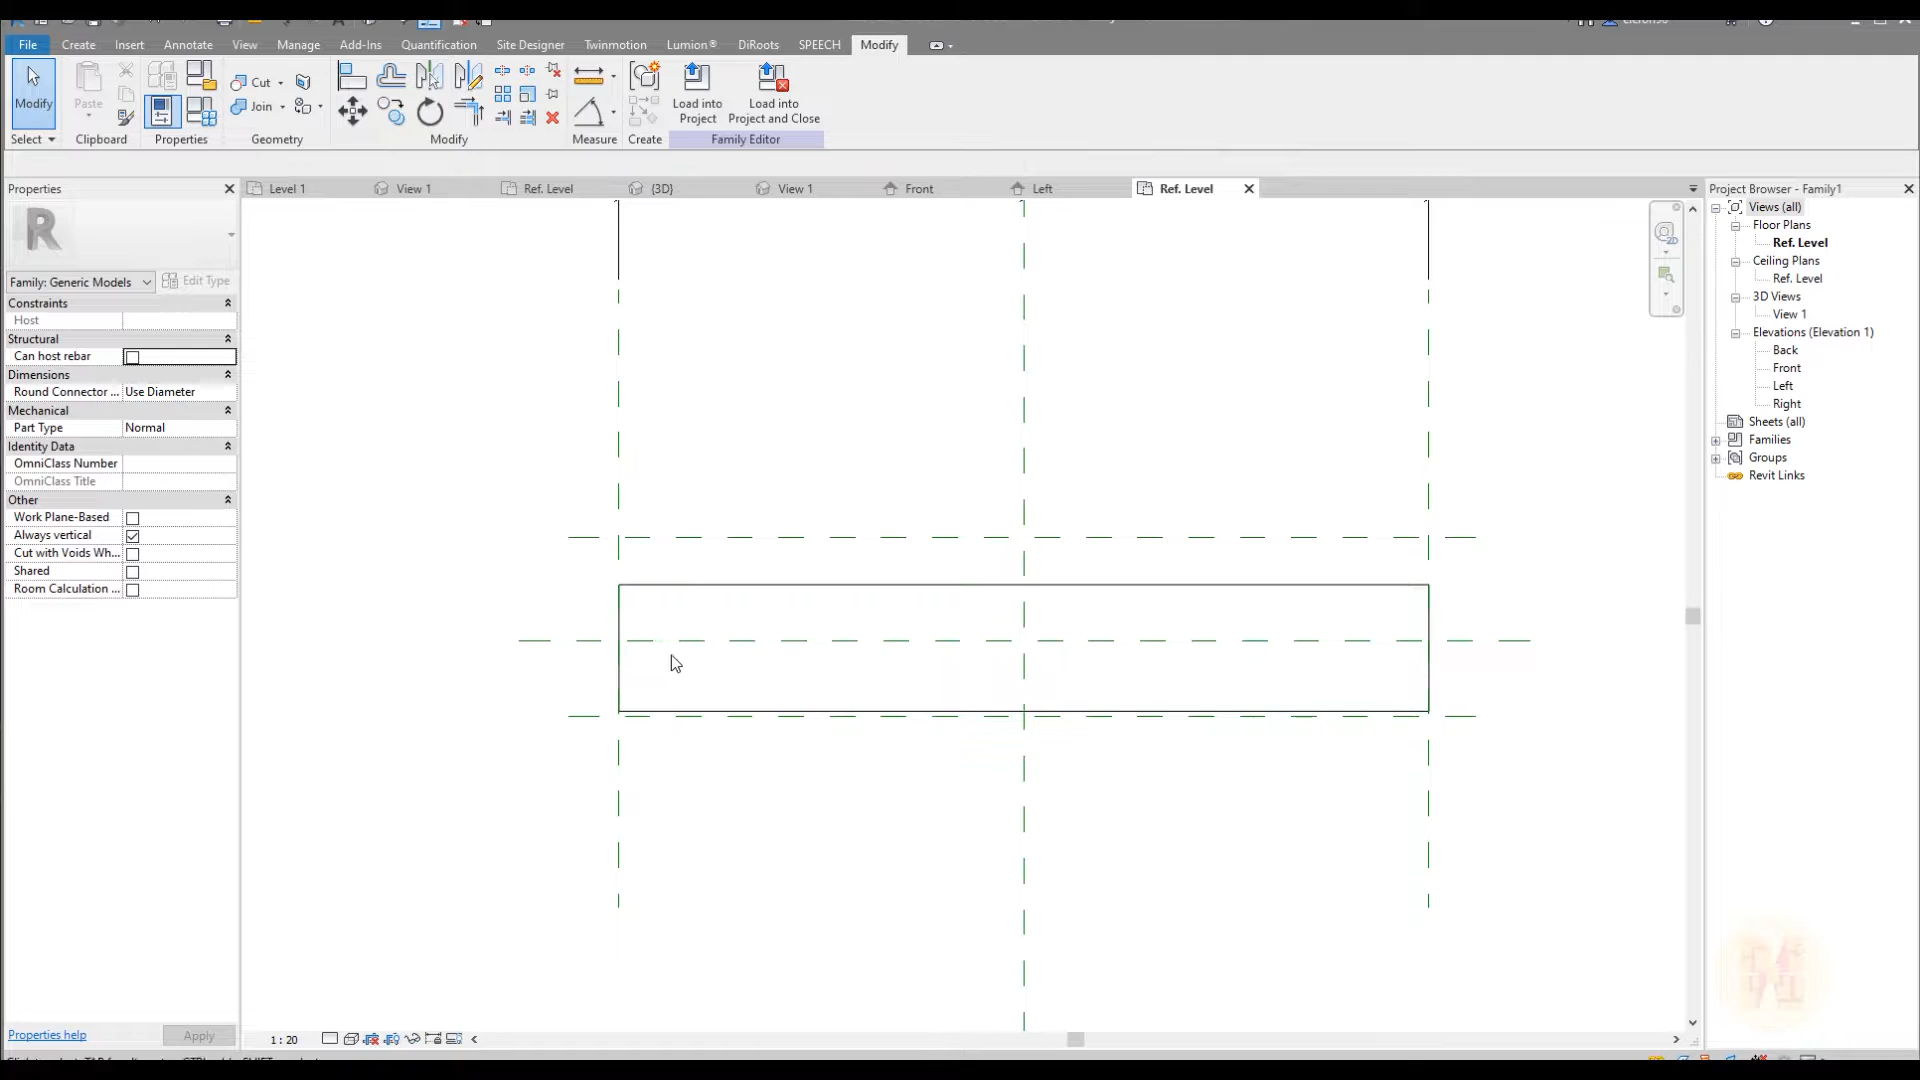 File Create Insert Annotate View Manage Add-Ins Quantification Site Designer Twinmotion Lumion® DiRoots SPEECH Modify
Modify Paste Cut Join Load into Project Load into Project and Close
Select Clipboard Properties Geometry Modify Measure Create Family Editor
Properties
Level 1 View 1 Ref. Level {3D} View 1 Front Left Ref. Level
Project Browser - Family1
R
Family: Generic Models Edit Type
Constraints
Host
Structural
Can host rebar
Dimensions
Round Connector ... Use Diameter
Mechanical
Part Type Normal
Identity Data
OmniClass Number
OmniClass Title
Other
Work Plane-Based
Always vertical
Cut with Voids Wh...
Shared
Room Calculation ...
Properties help Apply
1 : 20
2D
Views (all)
Floor Plans
Ref. Level
Ceiling Plans
Ref. Level
3D Views
View 1
Elevations (Elevation 1)
Back
Front
Left
Right
Sheets (all)
Families
Groups
Revit Links